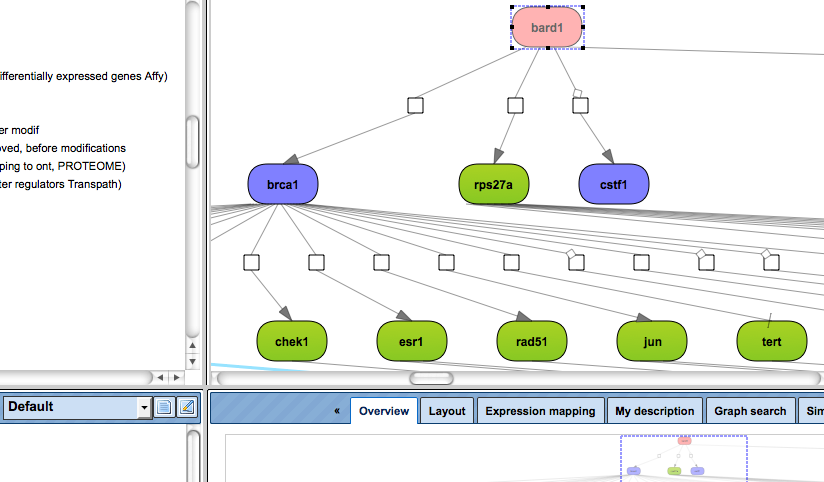 bard1
ifferentially expressed genes Affy)
er modif
oved, before modifications
ping to ont, PROTEOME)
ter regulators Transpath)
brca1
rps27a
cstf1
chek1
esr1
rad51
jun
tert
Default
« Overview Layout Expression mapping My description Graph search Sim